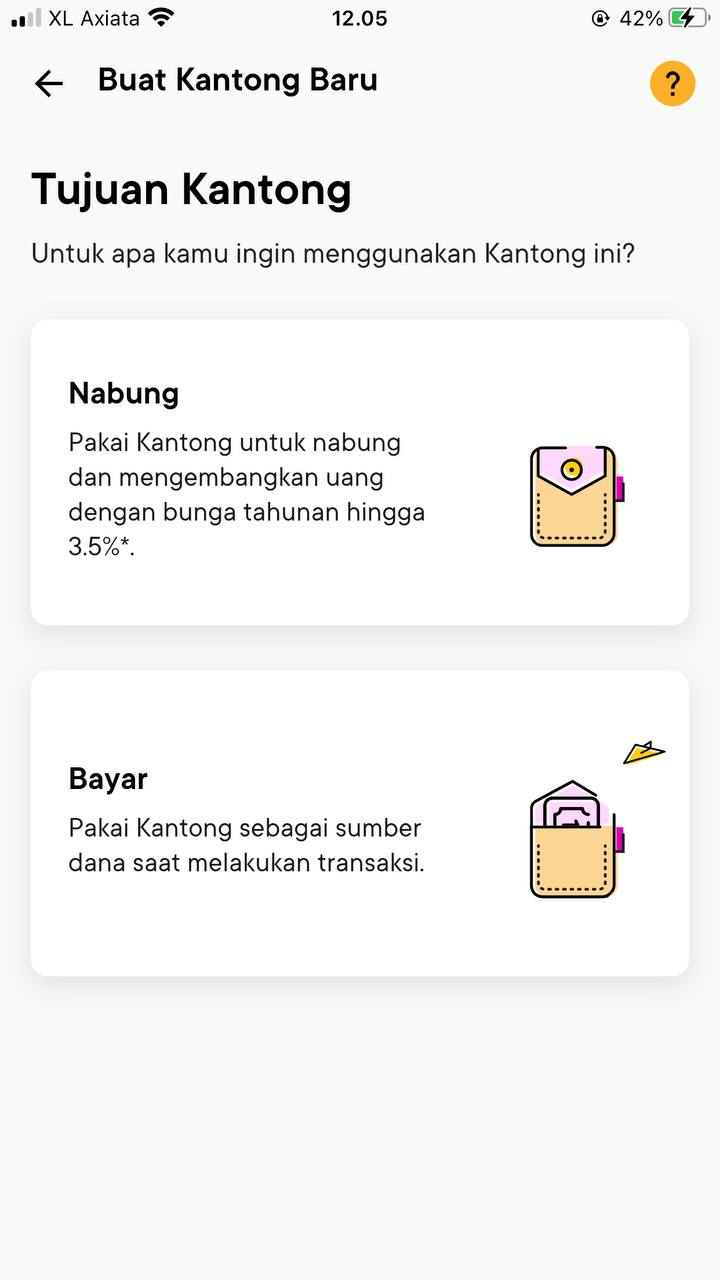 XL Axiata 12.05 42%
Buat Kantong Baru ?
Tujuan Kantong
Untuk apa kamu ingin menggunakan Kantong ini?
Nabung
Pakai Kantong untuk nabung
dan mengembangkan uang
dengan bunga tahunan hingga
3.5%*.
Bayar
Pakai Kantong sebagai sumber
dana saat melakukan transaksi.